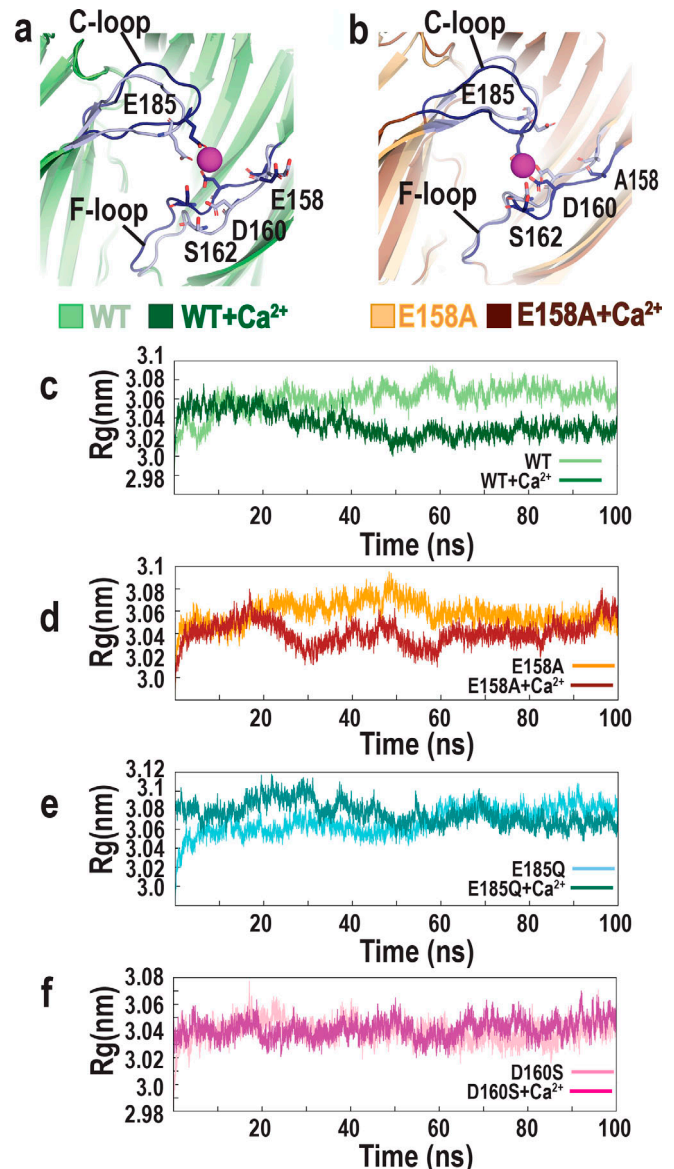 a
C-loop
E185
E158
D160
S162
F-loop
WT WT+Ca²⁺
b
C-loop
E185
A158
D160
S162
F-loop
E158A E158A+Ca²⁺
c
Rg(nm)
3.1
3.08
3.06
3.04
3.02
3.0
2.98
WT
WT+Ca²⁺
20 40 60 80 100
Time (ns)
d
Rg(nm)
3.1
3.08
3.06
3.04
3.02
3.0
E158A
E158A+Ca²⁺
20 40 60 80 100
Time (ns)
e
Rg(nm)
3.12
3.1
3.08
3.06
3.04
3.02
3.0
E185Q
E185Q+Ca²⁺
20 40 60 80 100
Time (ns)
f
Rg(nm)
3.08
3.06
3.04
3.02
3.0
2.98
D160S
D160S+Ca²⁺
20 40 60 80 100
Time (ns)